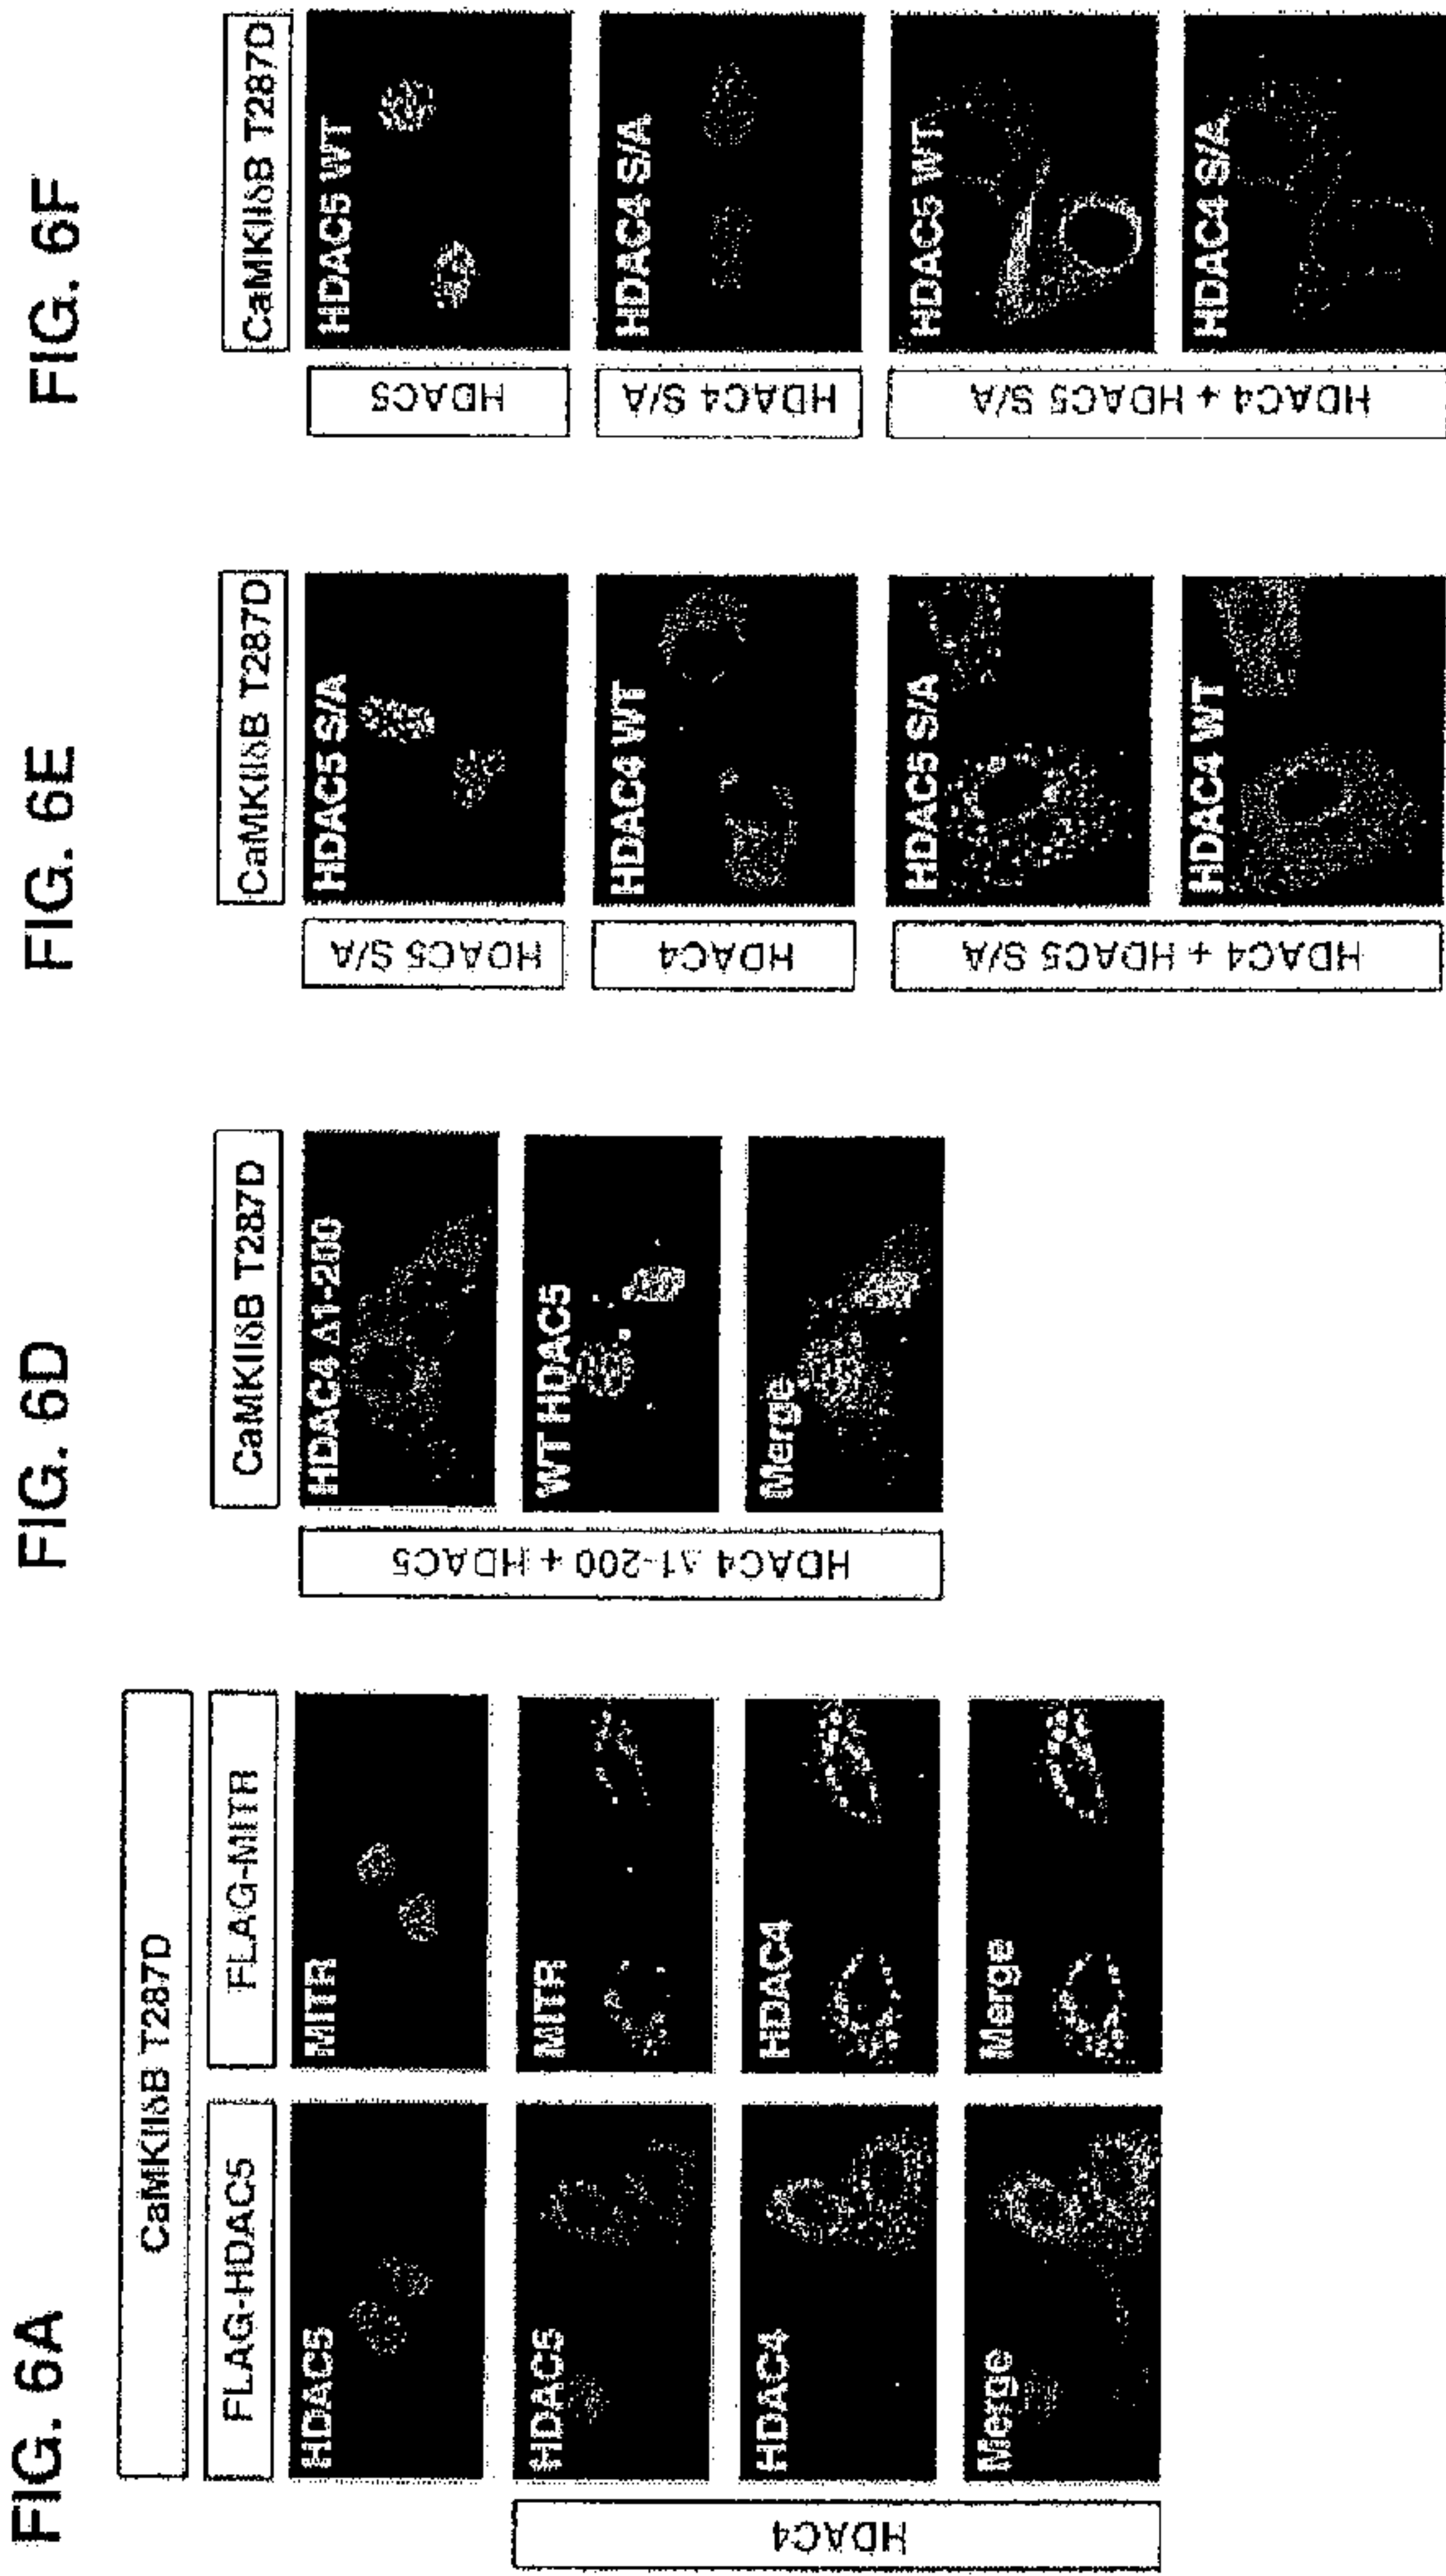 FIG. 6A
CaMKIIδB T287D
FLAG-HDAC5
FLAG-MITR
HDAC5
MITR
HDAC4
HDAC5
MITR
HDAC4
HDAC4
Merge
Merge
FIG. 6D
CaMKIIδB T287D
HDAC4 Δ1-200 + HDAC5
HDAC4 Δ1-200
WT HDAC5
Merge
FIG. 6E
CaMKIIδB T287D
HDAC5 S/A
HDAC5 S/A
HDAC4
HDAC4 WT
HDAC4 + HDAC5 S/A
HDAC5 S/A
HDAC4 WT
FIG. 6F
CaMKIIδB T287D
HDAC5
HDAC5 WT
HDAC4 S/A
HDAC4 S/A
HDAC4 + HDAC5 S/A
HDAC5 WT
HDAC4 S/A